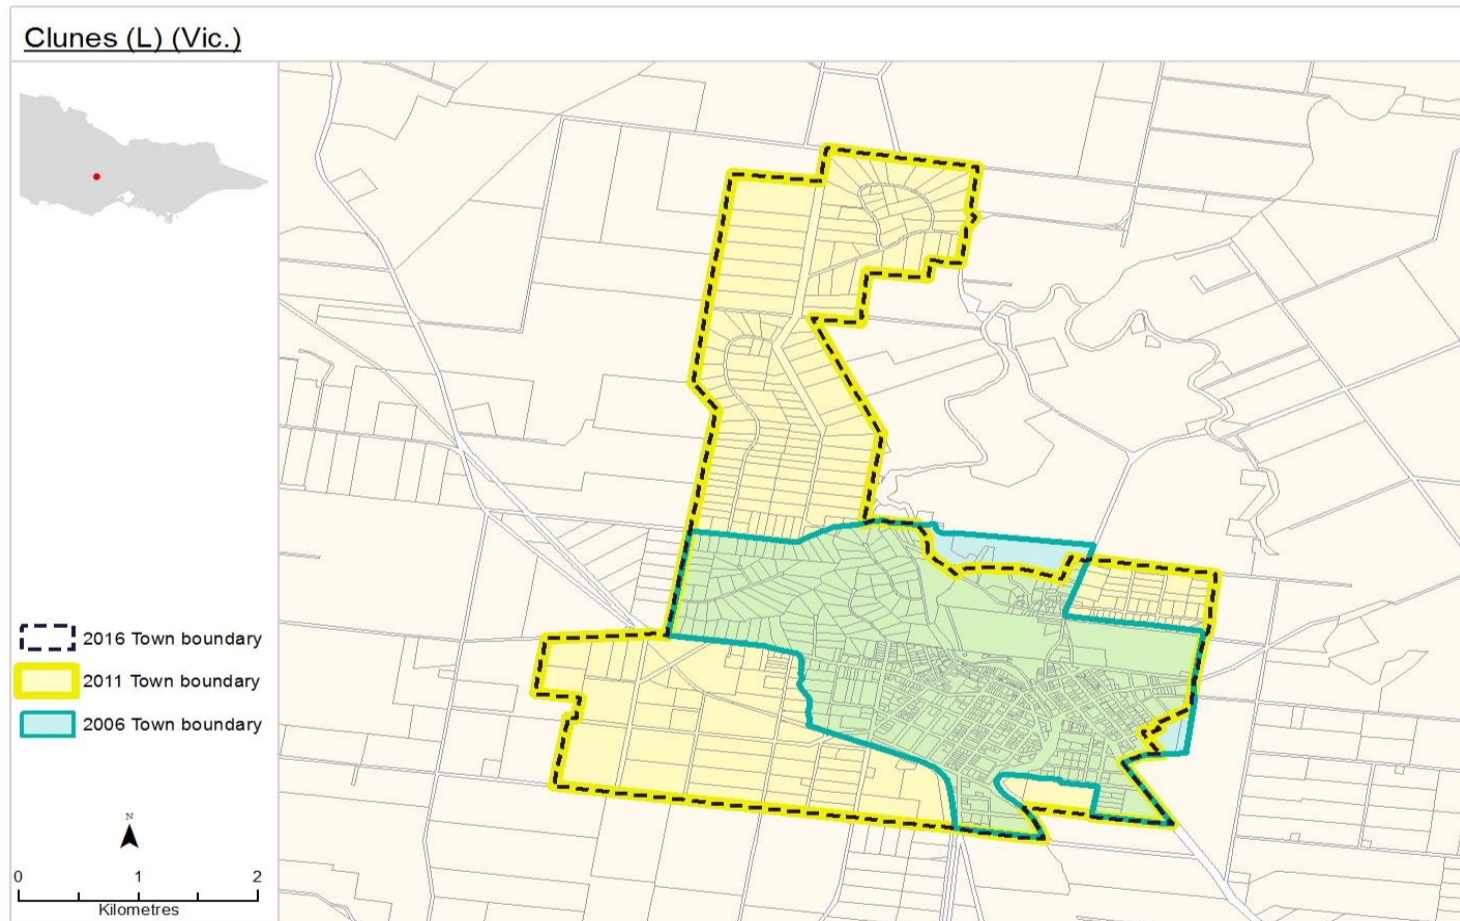 Clunes (L) (Vic.)
2016 Town boundary
2011 Town boundary
2006 Town boundary
N
0 1 2
Kilometres